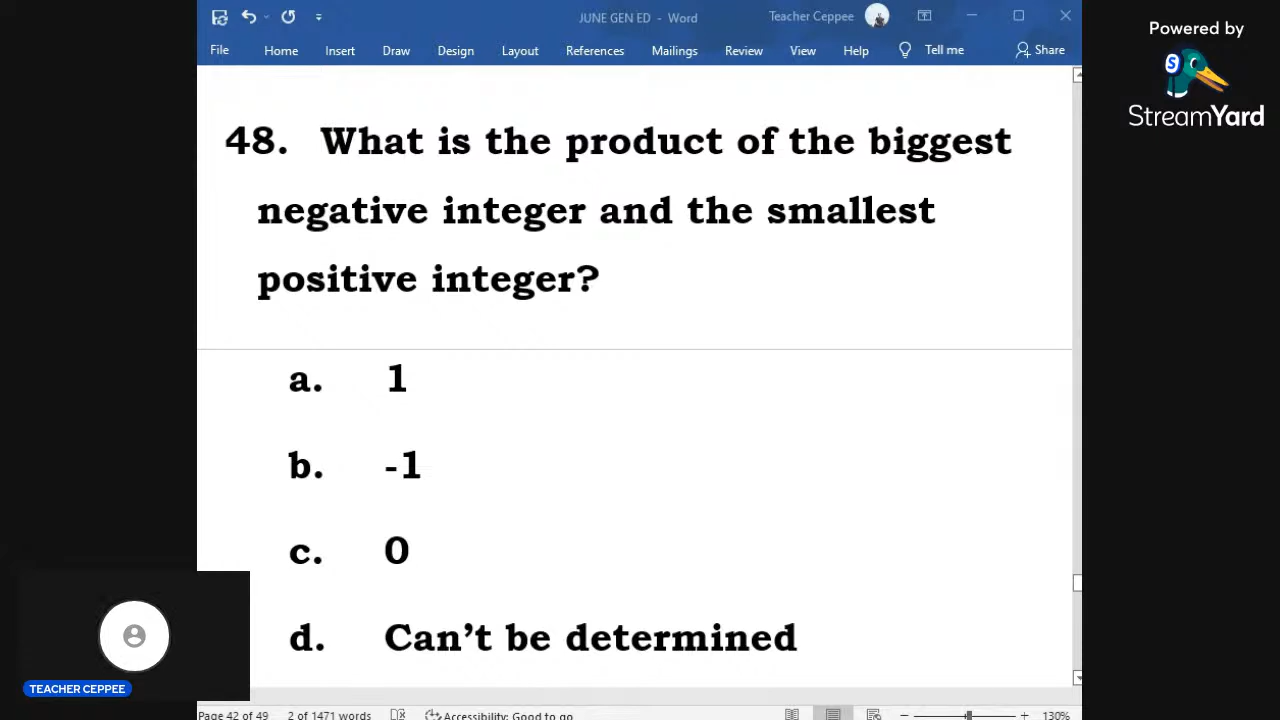 JUNE GEN ED - Word
Teacher Ceppee
Powered by
StreamYard
File Home Insert Draw Design Layout References Mailings Review View Help Tell me Share
48. What is the product of the biggest
negative integer and the smallest
positive integer?
a. 1
b. -1
c. 0
d. Can't be determined
TEACHER CEPPEE
Page 42 of 49 2 of 1471 words Accessibility: Good to go 130%